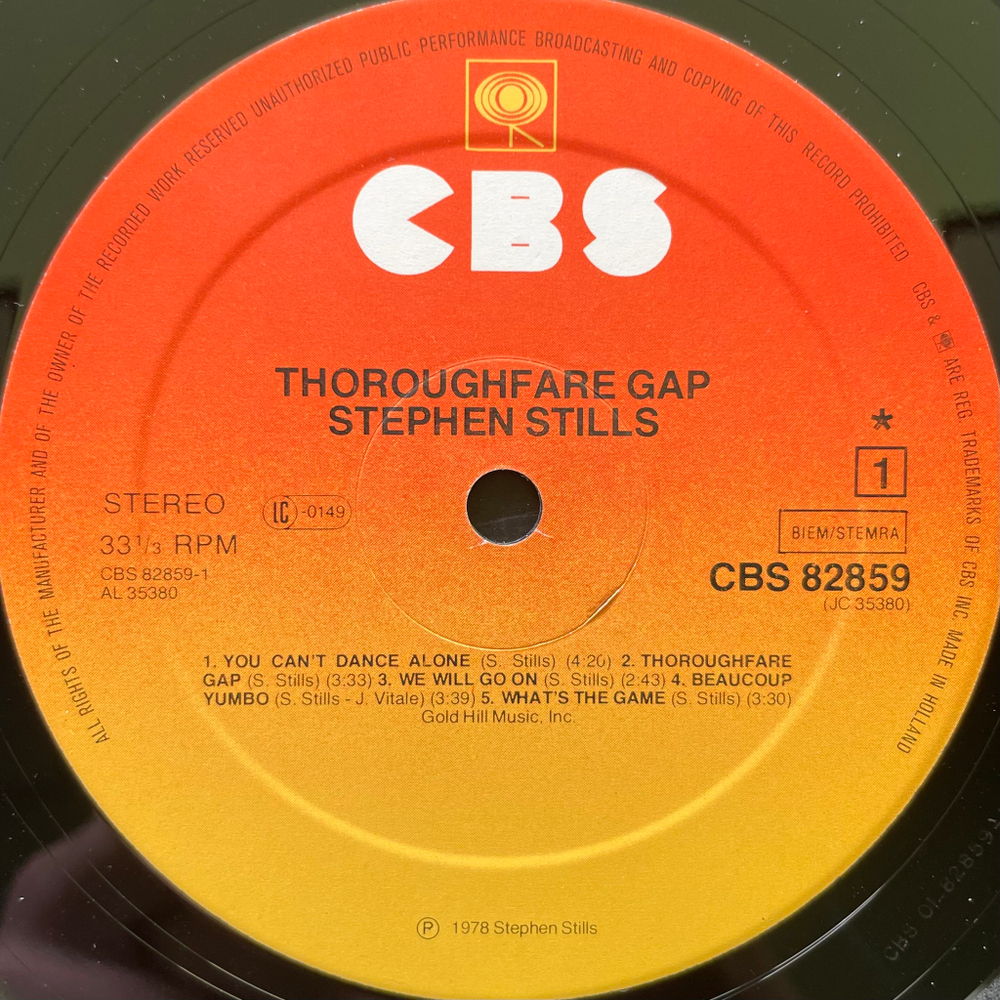 ALL RIGHTS OF THE MANUFACTURER AND OF THE OWNER OF THE RECORDED WORK RESERVED UNAUTHORIZED PUBLIC PERFORMANCE BROADCASTING AND COPYING OF THIS RECORD PROHIBITED
CBS & ARE REG. TRADEMARKS OF CBS INC. MADE IN HOLLAND
CBS
THOROUGHFARE GAP
STEPHEN STILLS
*
1
STEREO
LC-0149
BIEM/STEMRA
33 1/3 RPM
CBS 82859-1
AL 35380
CBS 82859
(JC 35380)
1. YOU CAN'T DANCE ALONE (S. Stills) (4:20) 2. THOROUGHFARE
GAP (S. Stills) (3:33) 3. WE WILL GO ON (S. Stills) (2:43) 4. BEAUCOUP
YUMBO (S. Stills - J. Vitale) (3:39) 5. WHAT'S THE GAME (S. Stills) (3:30)
Gold Hill Music, Inc.
Ⓟ 1978 Stephen Stills